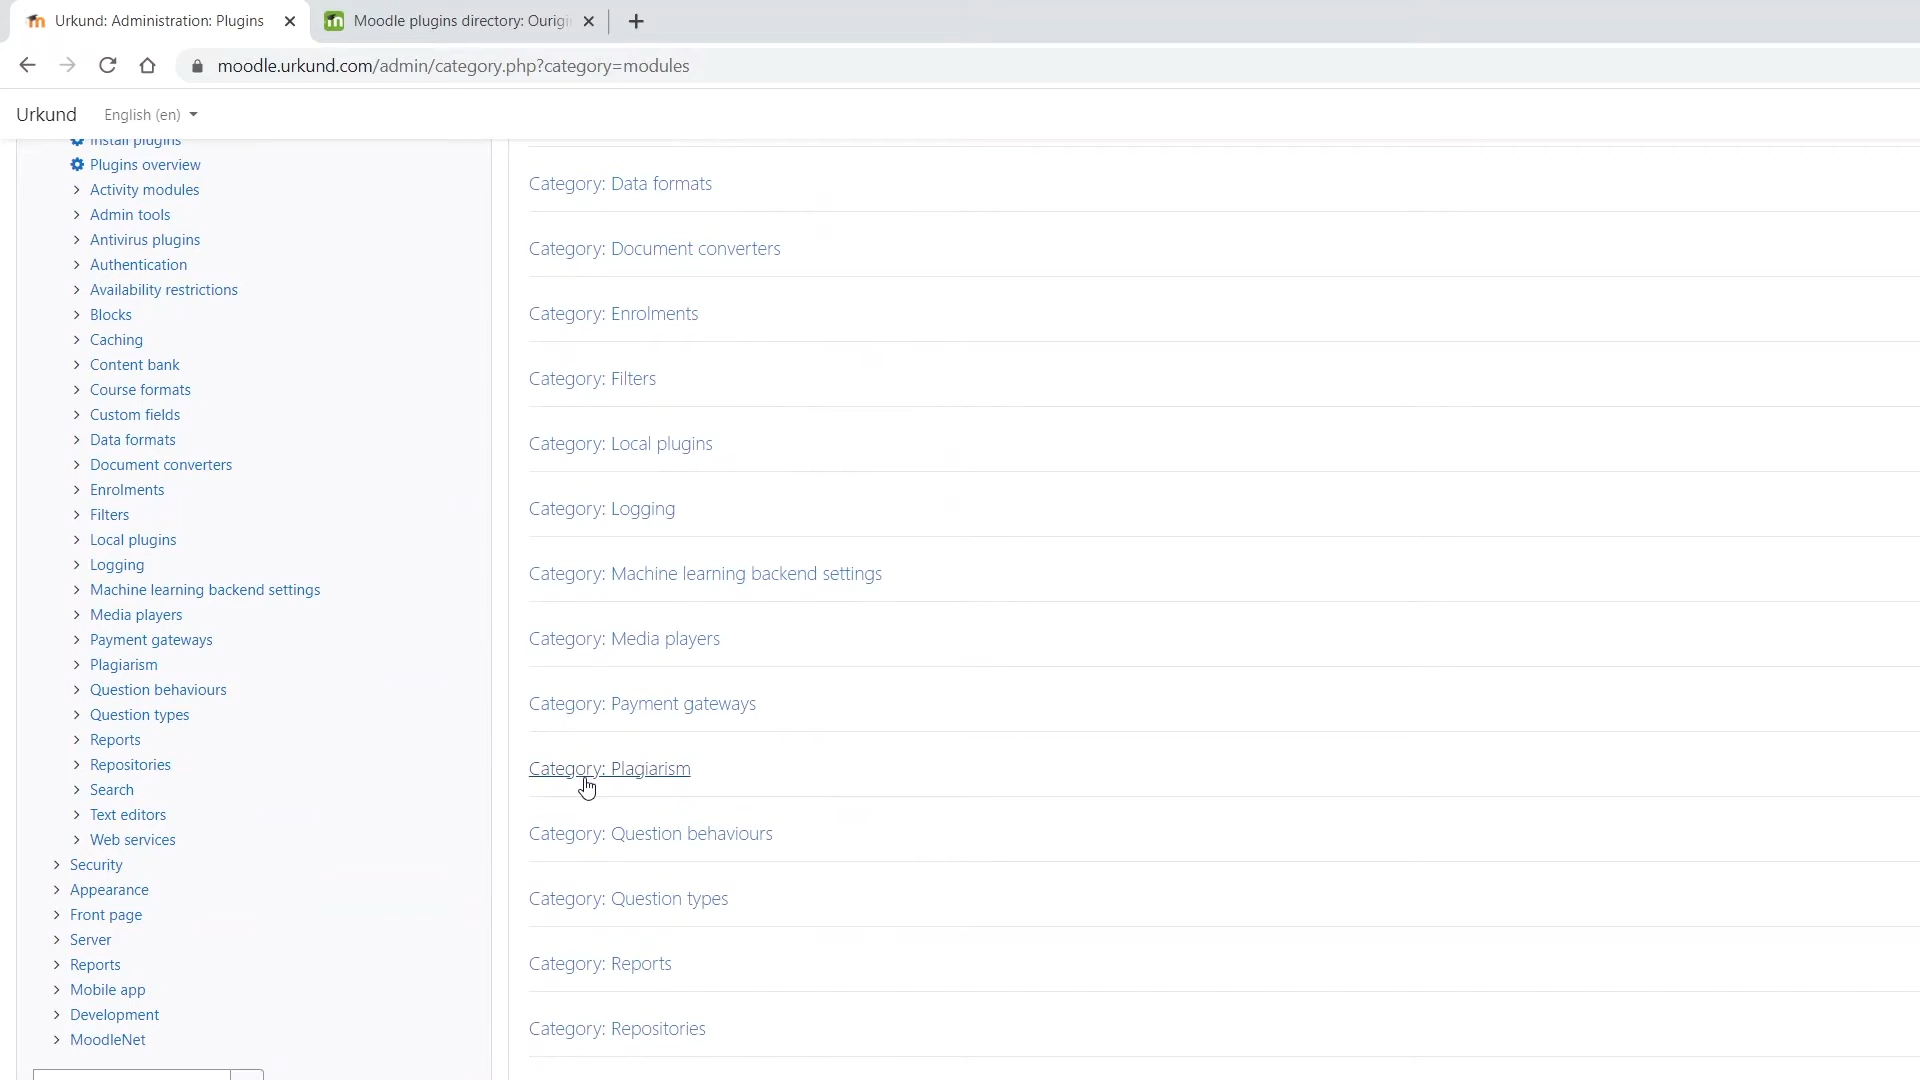 Urkund: Administration: Plugins
Moodle plugins directory: Ourigi
moodle.urkund.com/admin/category.php?category=modules
Urkund English (en)
Install plugins
Plugins overview
Activity modules
Admin tools
Antivirus plugins
Authentication
Availability restrictions
Blocks
Caching
Content bank
Course formats
Custom fields
Data formats
Document converters
Enrolments
Filters
Local plugins
Logging
Machine learning backend settings
Media players
Payment gateways
Plagiarism
Question behaviours
Question types
Reports
Repositories
Search
Text editors
Web services
Security
Appearance
Front page
Server
Reports
Mobile app
Development
MoodleNet
Category: Data formats
Category: Document converters
Category: Enrolments
Category: Filters
Category: Local plugins
Category: Logging
Category: Machine learning backend settings
Category: Media players
Category: Payment gateways
Category: Plagiarism
Category: Question behaviours
Category: Question types
Category: Reports
Category: Repositories